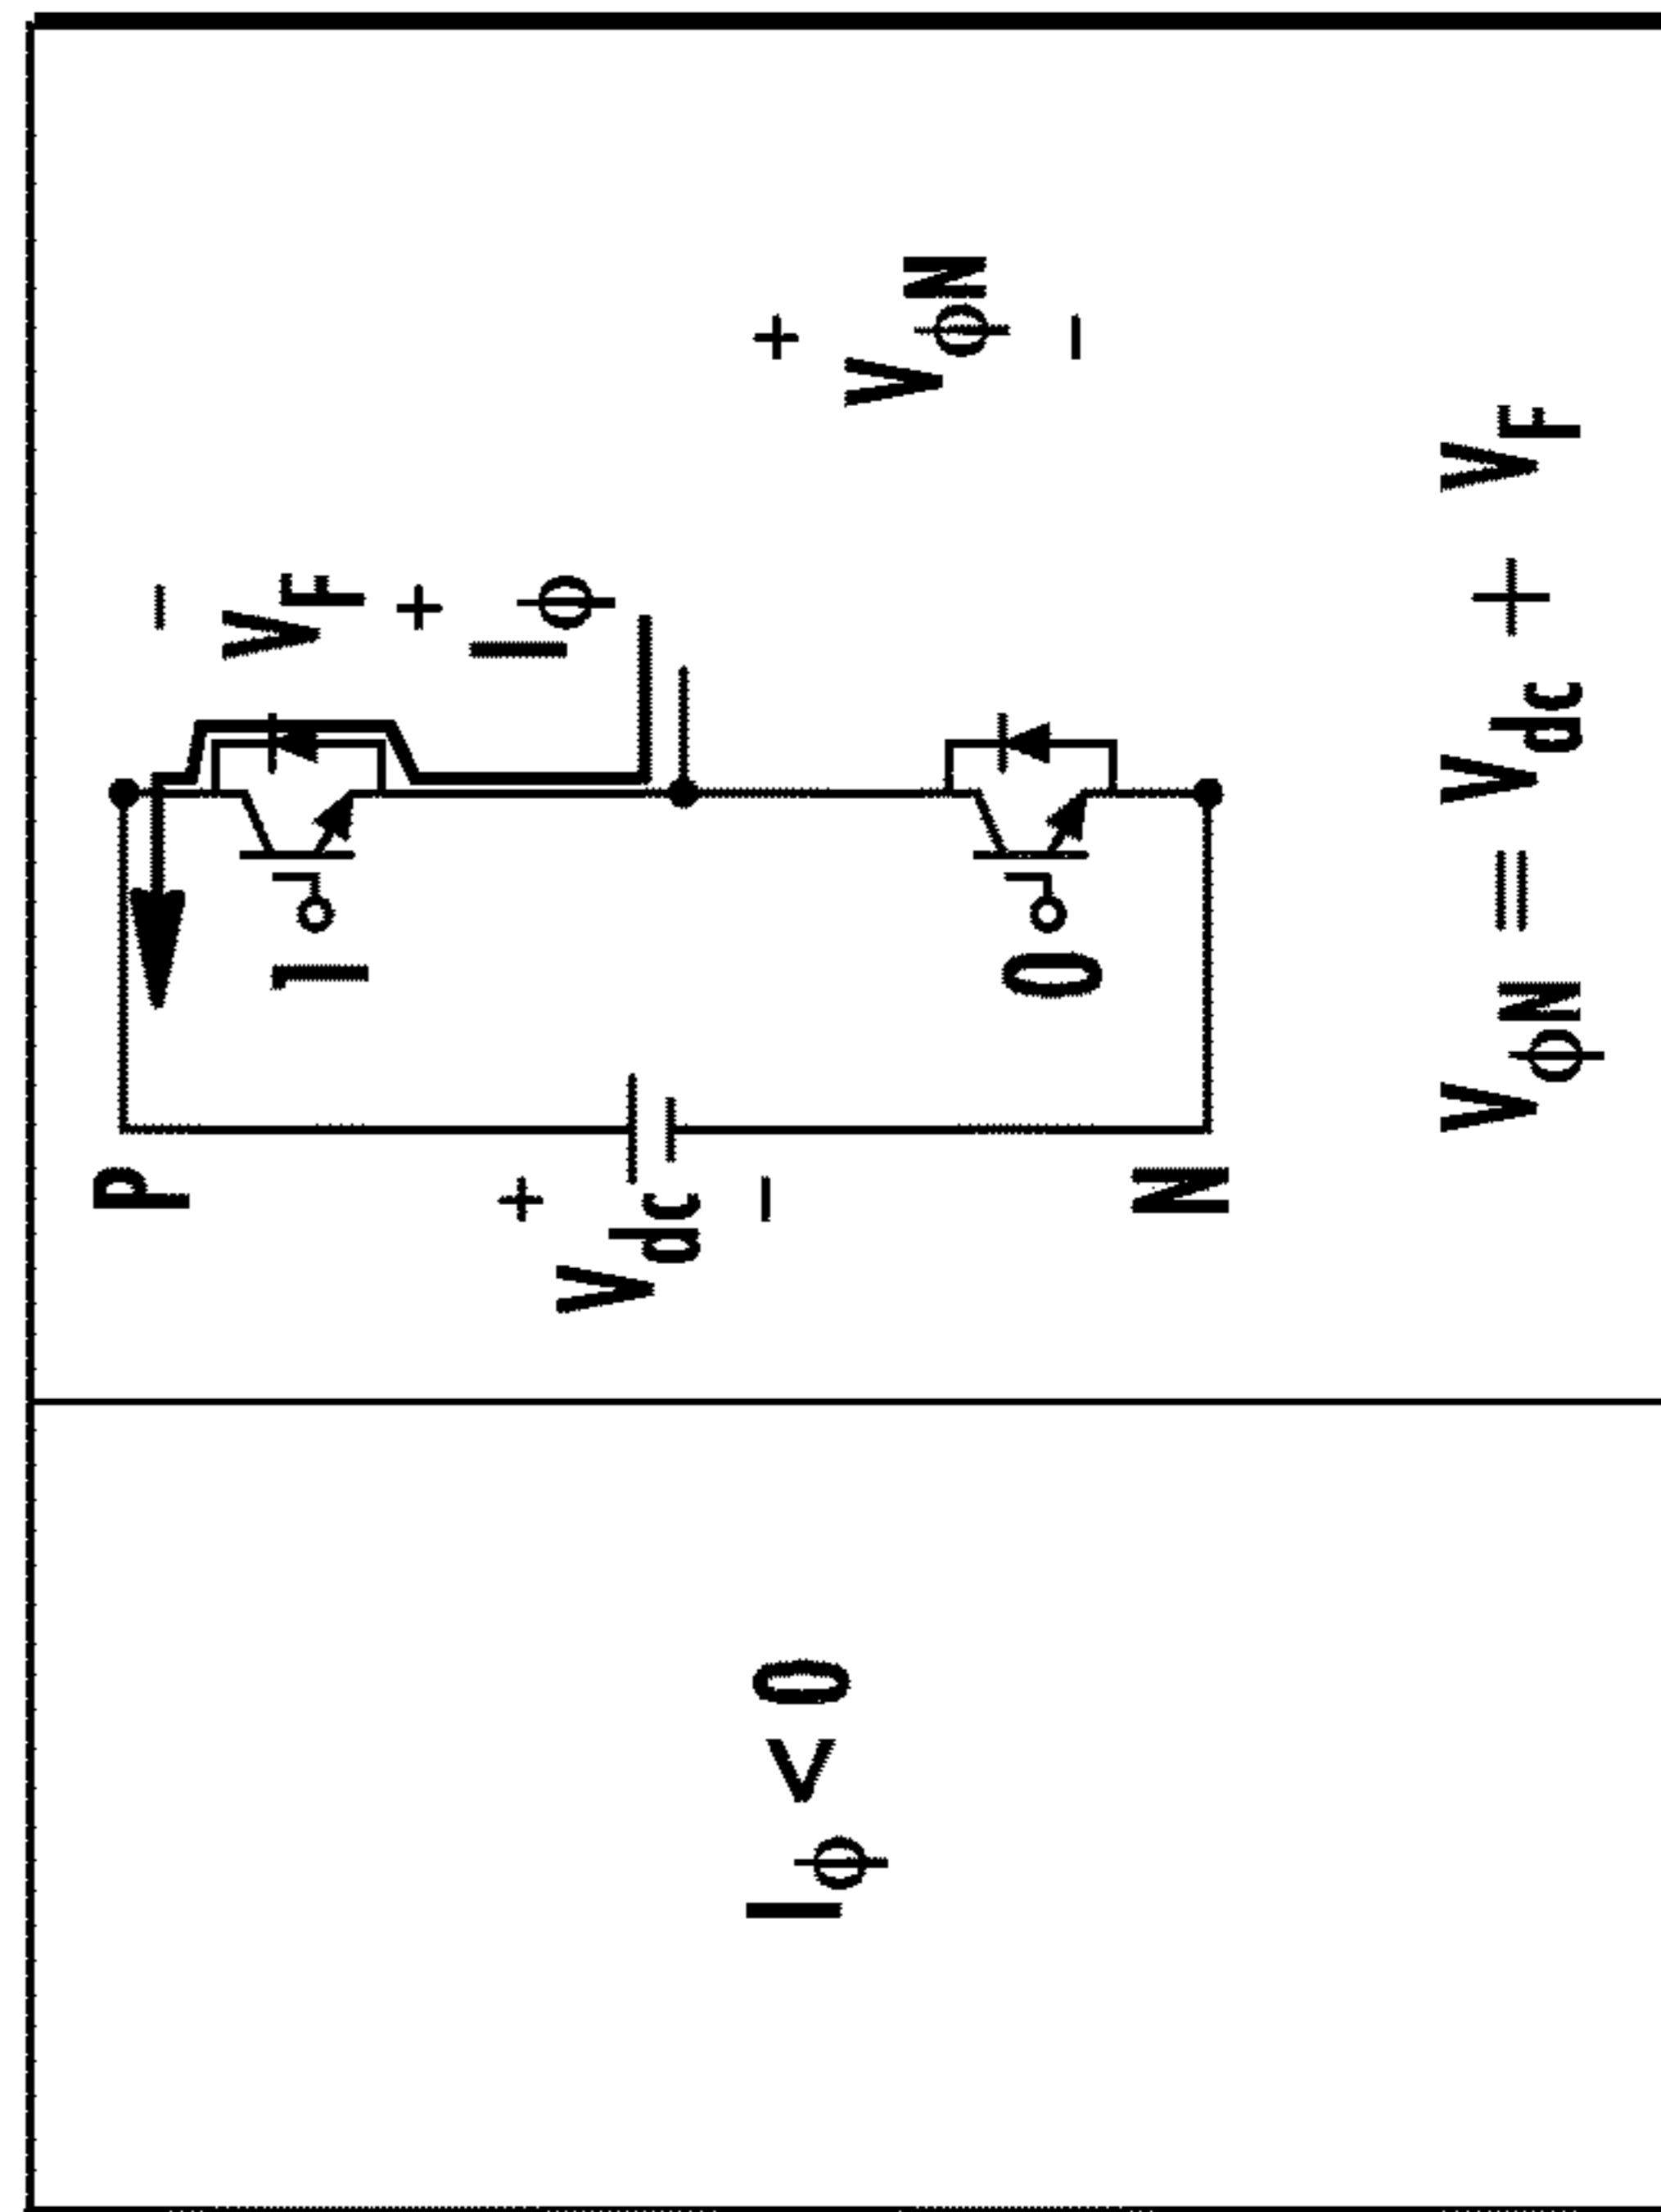 I_ϕ < 0
P
+
V_dc
−
N
1
0
−
V_F
+
I_ϕ
+
V_ϕN
−
V_ϕN = V_dc + V_F